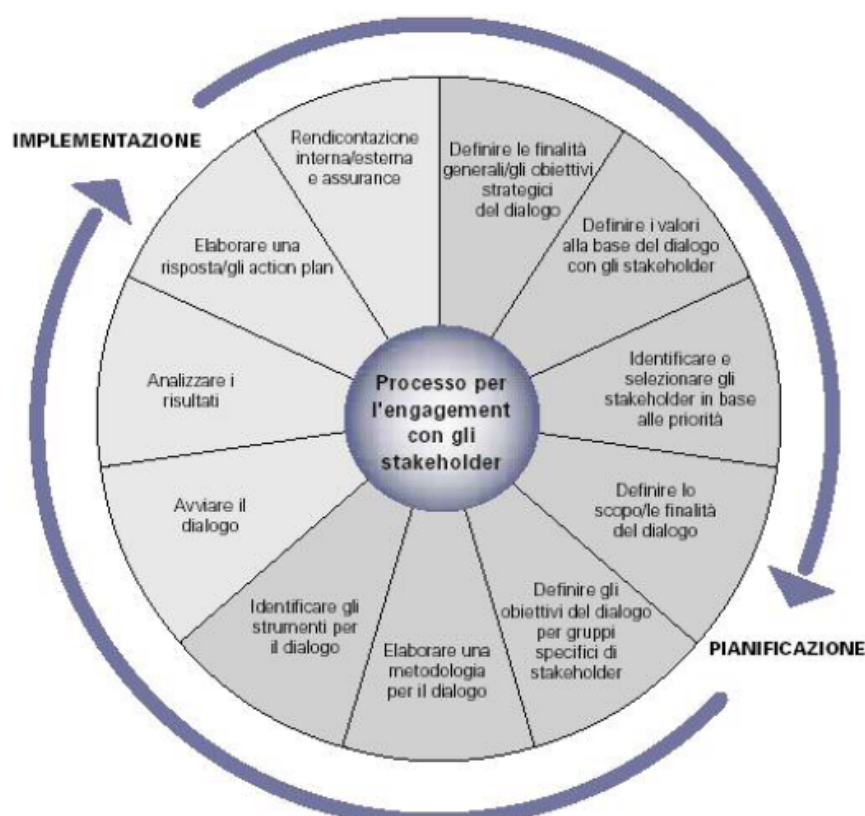 IMPLEMENTAZIONE
Rendicontazione
interna/esterna
e assurance
Definire le finalità
generali/gli obiettivi
strategici
del dialogo
Definire i valori
alla base del dialogo
con gli stakeholder
Identificare e
selezionare gli
stakeholder in base
alle priorità
Definire lo
scopo/le finalità
del dialogo
PIANIFICAZIONE
Definire gli
obiettivi del dialogo
per gruppi
specifici di
stakeholder
Elaborare una
metodologia
per il dialogo
Identificare gli
strumenti per
il dialogo
Avviare il
dialogo
Analizzare i
risultati
Elaborare una
risposta/gli action plan
Processo per
l'engagement
con gli
stakeholder